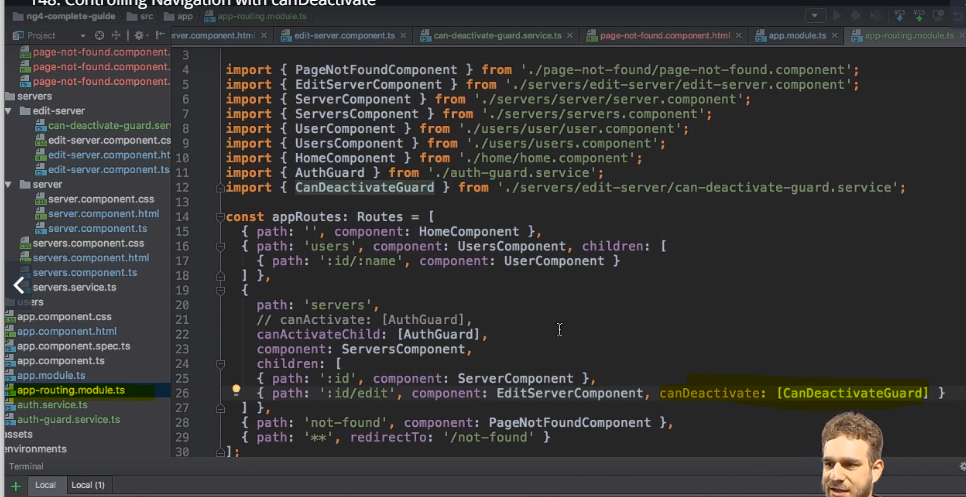 148. Controlling Navigation with canDeactivate
ng4-complete-guide src app app-routing.module.ts
Project
erver.component.html edit-server.component.ts can-deactivate-guard.service.ts page-not-found.component.html app.module.ts app-routing.module.ts
page-not-found.component.
page-not-found.component.
page-not-found.component.
servers
edit-server
can-deactivate-guard.serv
edit-server.component.cs
edit-server.component.ht
edit-server.component.ts
server
server.component.css
server.component.html
server.component.ts
servers.component.css
servers.component.html
servers.component.ts
servers.service.ts
users
app.component.css
app.component.html
app.component.spec.ts
app.component.ts
app.module.ts
app-routing.module.ts
auth.service.ts
auth-guard.service.ts
assets
environments
3
4 import { PageNotFoundComponent } from './page-not-found/page-not-found.component';
5 import { EditServerComponent } from './servers/edit-server/edit-server.component';
6 import { ServerComponent } from './servers/server/server.component';
7 import { ServersComponent } from './servers/servers.component';
8 import { UserComponent } from './users/user/user.component';
9 import { UsersComponent } from './users/users.component';
10 import { HomeComponent } from './home/home.component';
11 import { AuthGuard } from './auth-guard.service';
12 import { CanDeactivateGuard } from './servers/edit-server/can-deactivate-guard.service';
13
14 const appRoutes: Routes = [
15 { path: '', component: HomeComponent },
16 { path: 'users', component: UsersComponent, children: [
17 { path: ':id/:name', component: UserComponent }
18 ] },
19 {
20 path: 'servers',
21 // canActivate: [AuthGuard],
22 canActivateChild: [AuthGuard],
23 component: ServersComponent,
24 children: [
25 { path: ':id', component: ServerComponent },
26 { path: ':id/edit', component: EditServerComponent, canDeactivate: [CanDeactivateGuard] }
27 ] },
28 { path: 'not-found', component: PageNotFoundComponent },
29 { path: '**', redirectTo: '/not-found' }
30 ];
Terminal
Local Local (1)